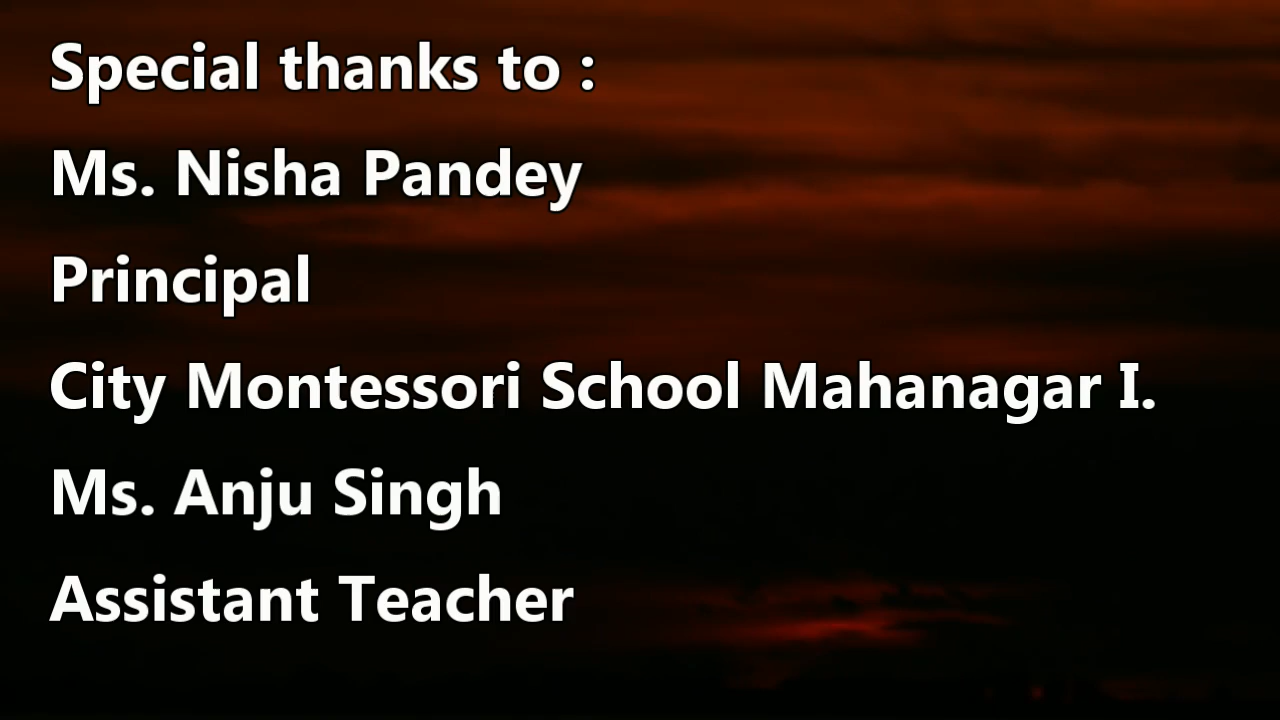 Special thanks to :
Ms. Nisha Pandey
Principal
City Montessori School Mahanagar I.
Ms. Anju Singh
Assistant Teacher